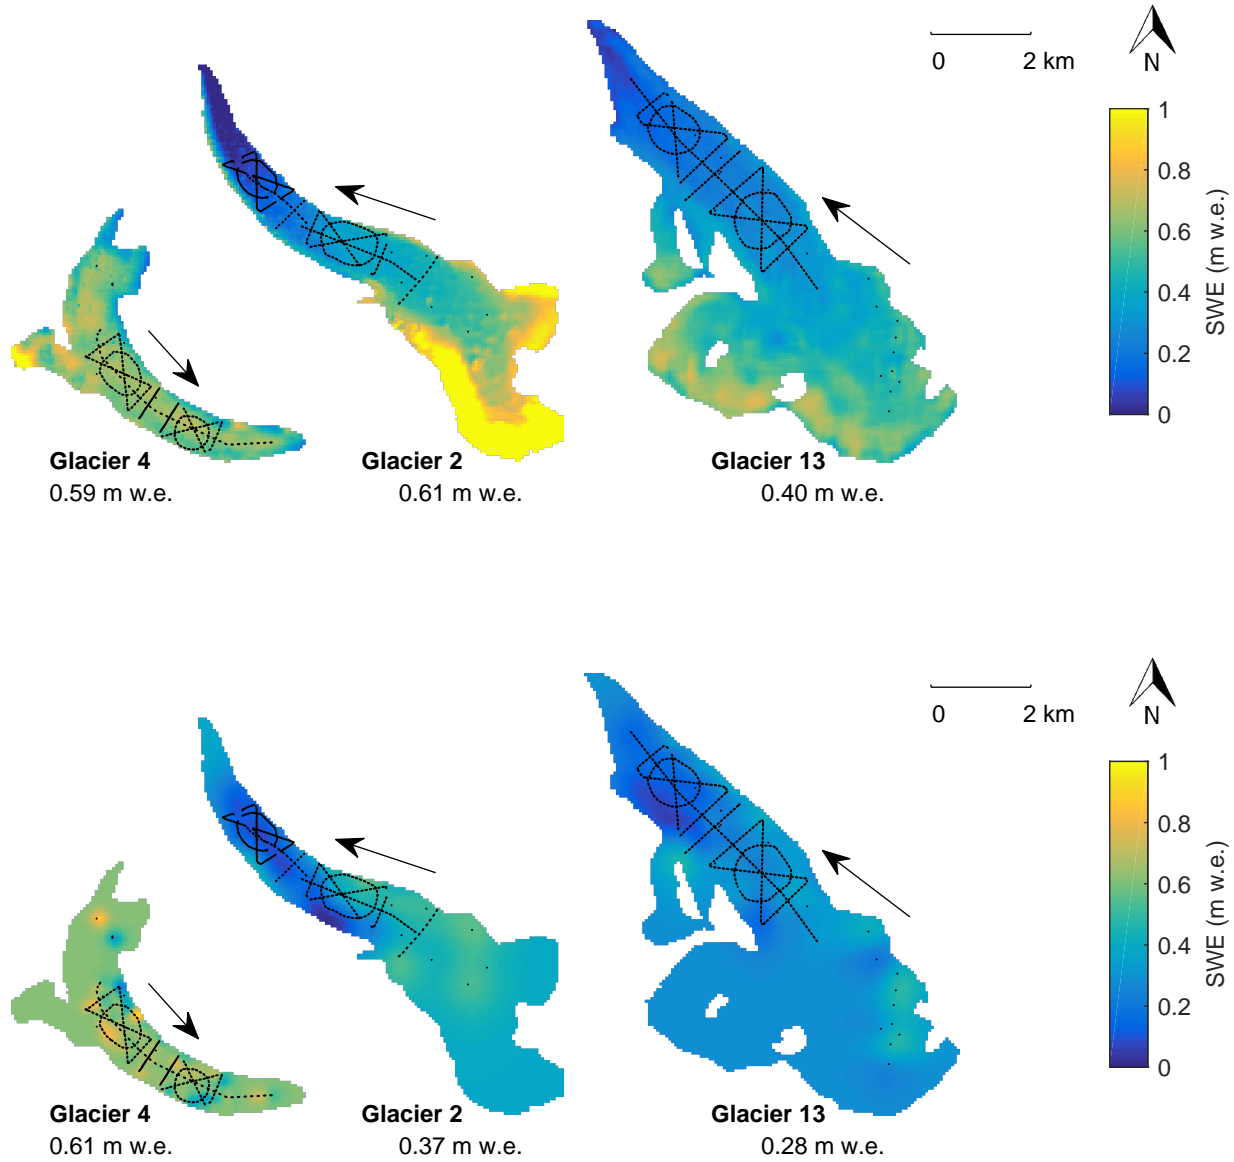 0 2 km
N
1
0.8
0.6
0.4
0.2
0
SWE (m w.e.)
Glacier 4
0.59 m w.e.
Glacier 2
0.61 m w.e.
Glacier 13
0.40 m w.e.
0 2 km
N
1
0.8
0.6
0.4
0.2
0
SWE (m w.e.)
Glacier 4
0.61 m w.e.
Glacier 2
0.37 m w.e.
Glacier 13
0.28 m w.e.